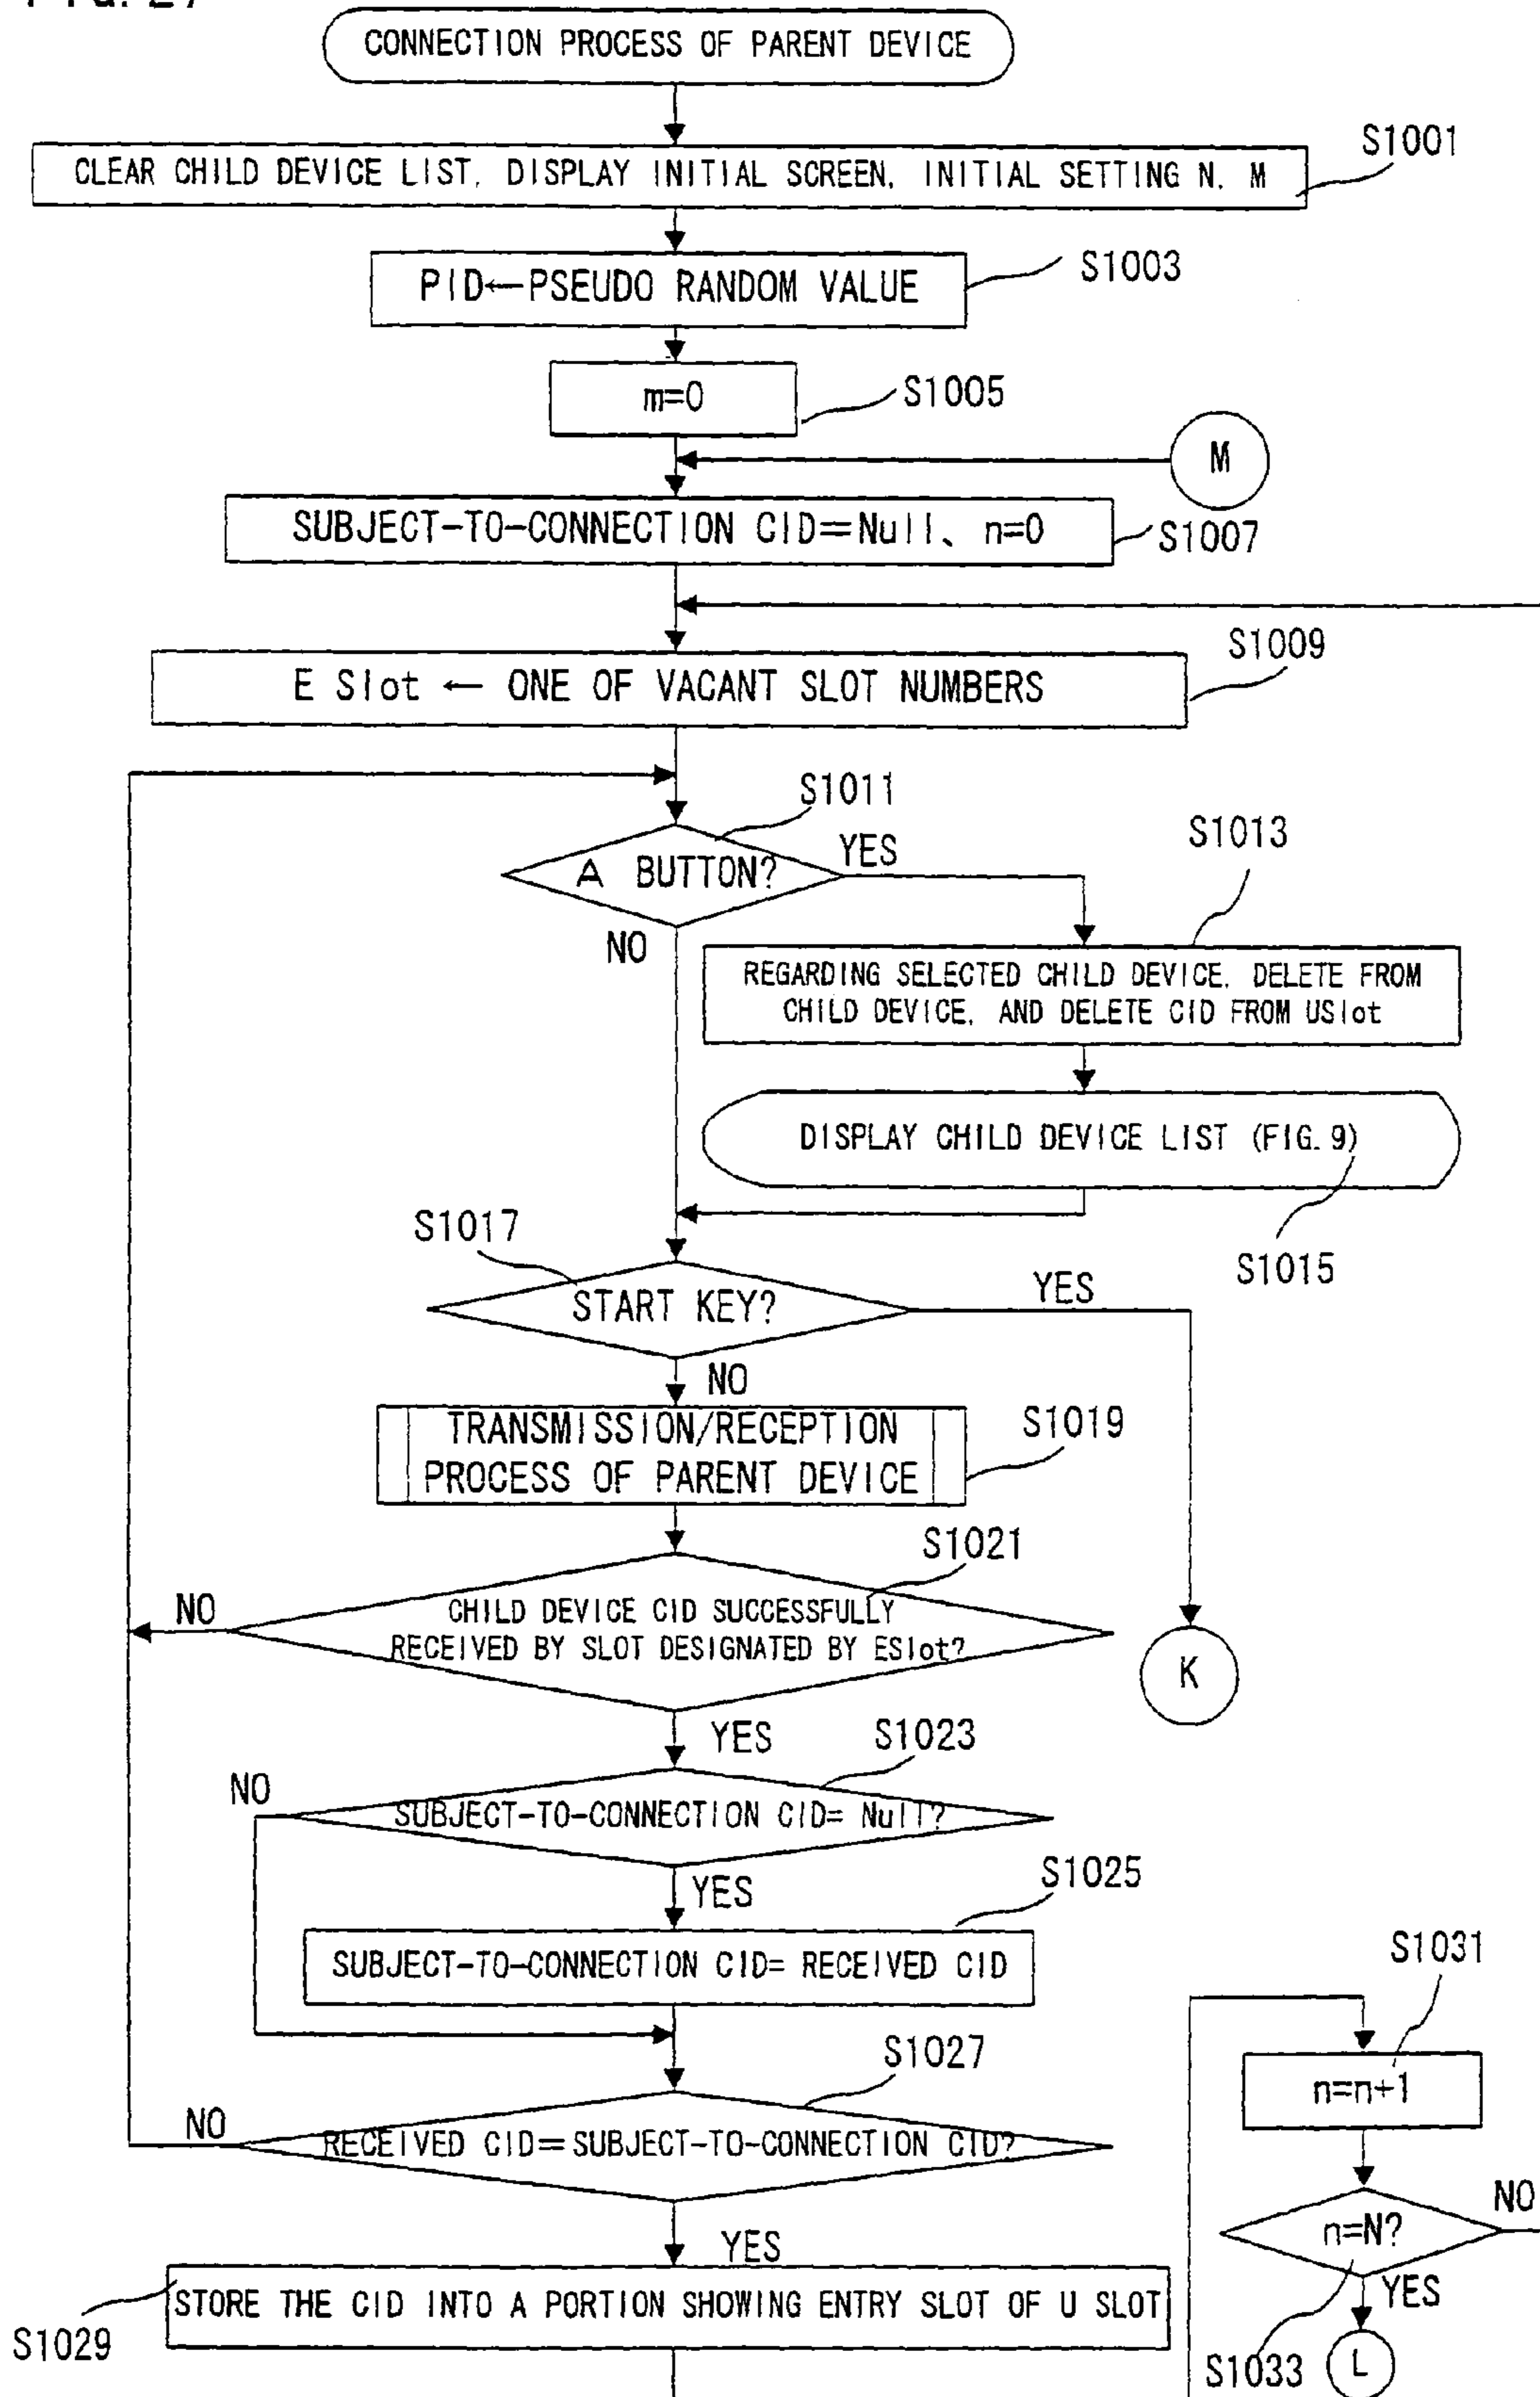 CONNECTION PROCESS OF PARENT DEVICE
S1001
CLEAR CHILD DEVICE LIST, DISPLAY INITIAL SCREEN, INITIAL SETTING N, M
S1003
PID←PSEUDO RANDOM VALUE
m=0
S1005
M
SUBJECT-TO-CONNECTION CID=Null、 n=0
S1007
S1009
E Slot ← ONE OF VACANT SLOT NUMBERS
S1011
A BUTTON?
YES
S1013
NO
REGARDING SELECTED CHILD DEVICE, DELETE FROM
CHILD DEVICE, AND DELETE CID FROM USlot
DISPLAY CHILD DEVICE LIST (FIG. 9)
S1015
S1017
START KEY?
YES
NO
TRANSMISSION/RECEPTION
PROCESS OF PARENT DEVICE
S1019
S1021
NO
CHILD DEVICE CID SUCCESSFULLY
RECEIVED BY SLOT DESIGNATED BY ESlot?
K
YES
S1023
NO
SUBJECT-TO-CONNECTION CID= Null?
YES
S1025
SUBJECT-TO-CONNECTION CID= RECEIVED CID
S1027
NO
RECEIVED CID=SUBJECT-TO-CONNECTION CID?
YES
STORE THE CID INTO A PORTION SHOWING ENTRY SLOT OF U SLOT
S1029
S1031
n=n+1
n=N?
NO
YES
S1033
L